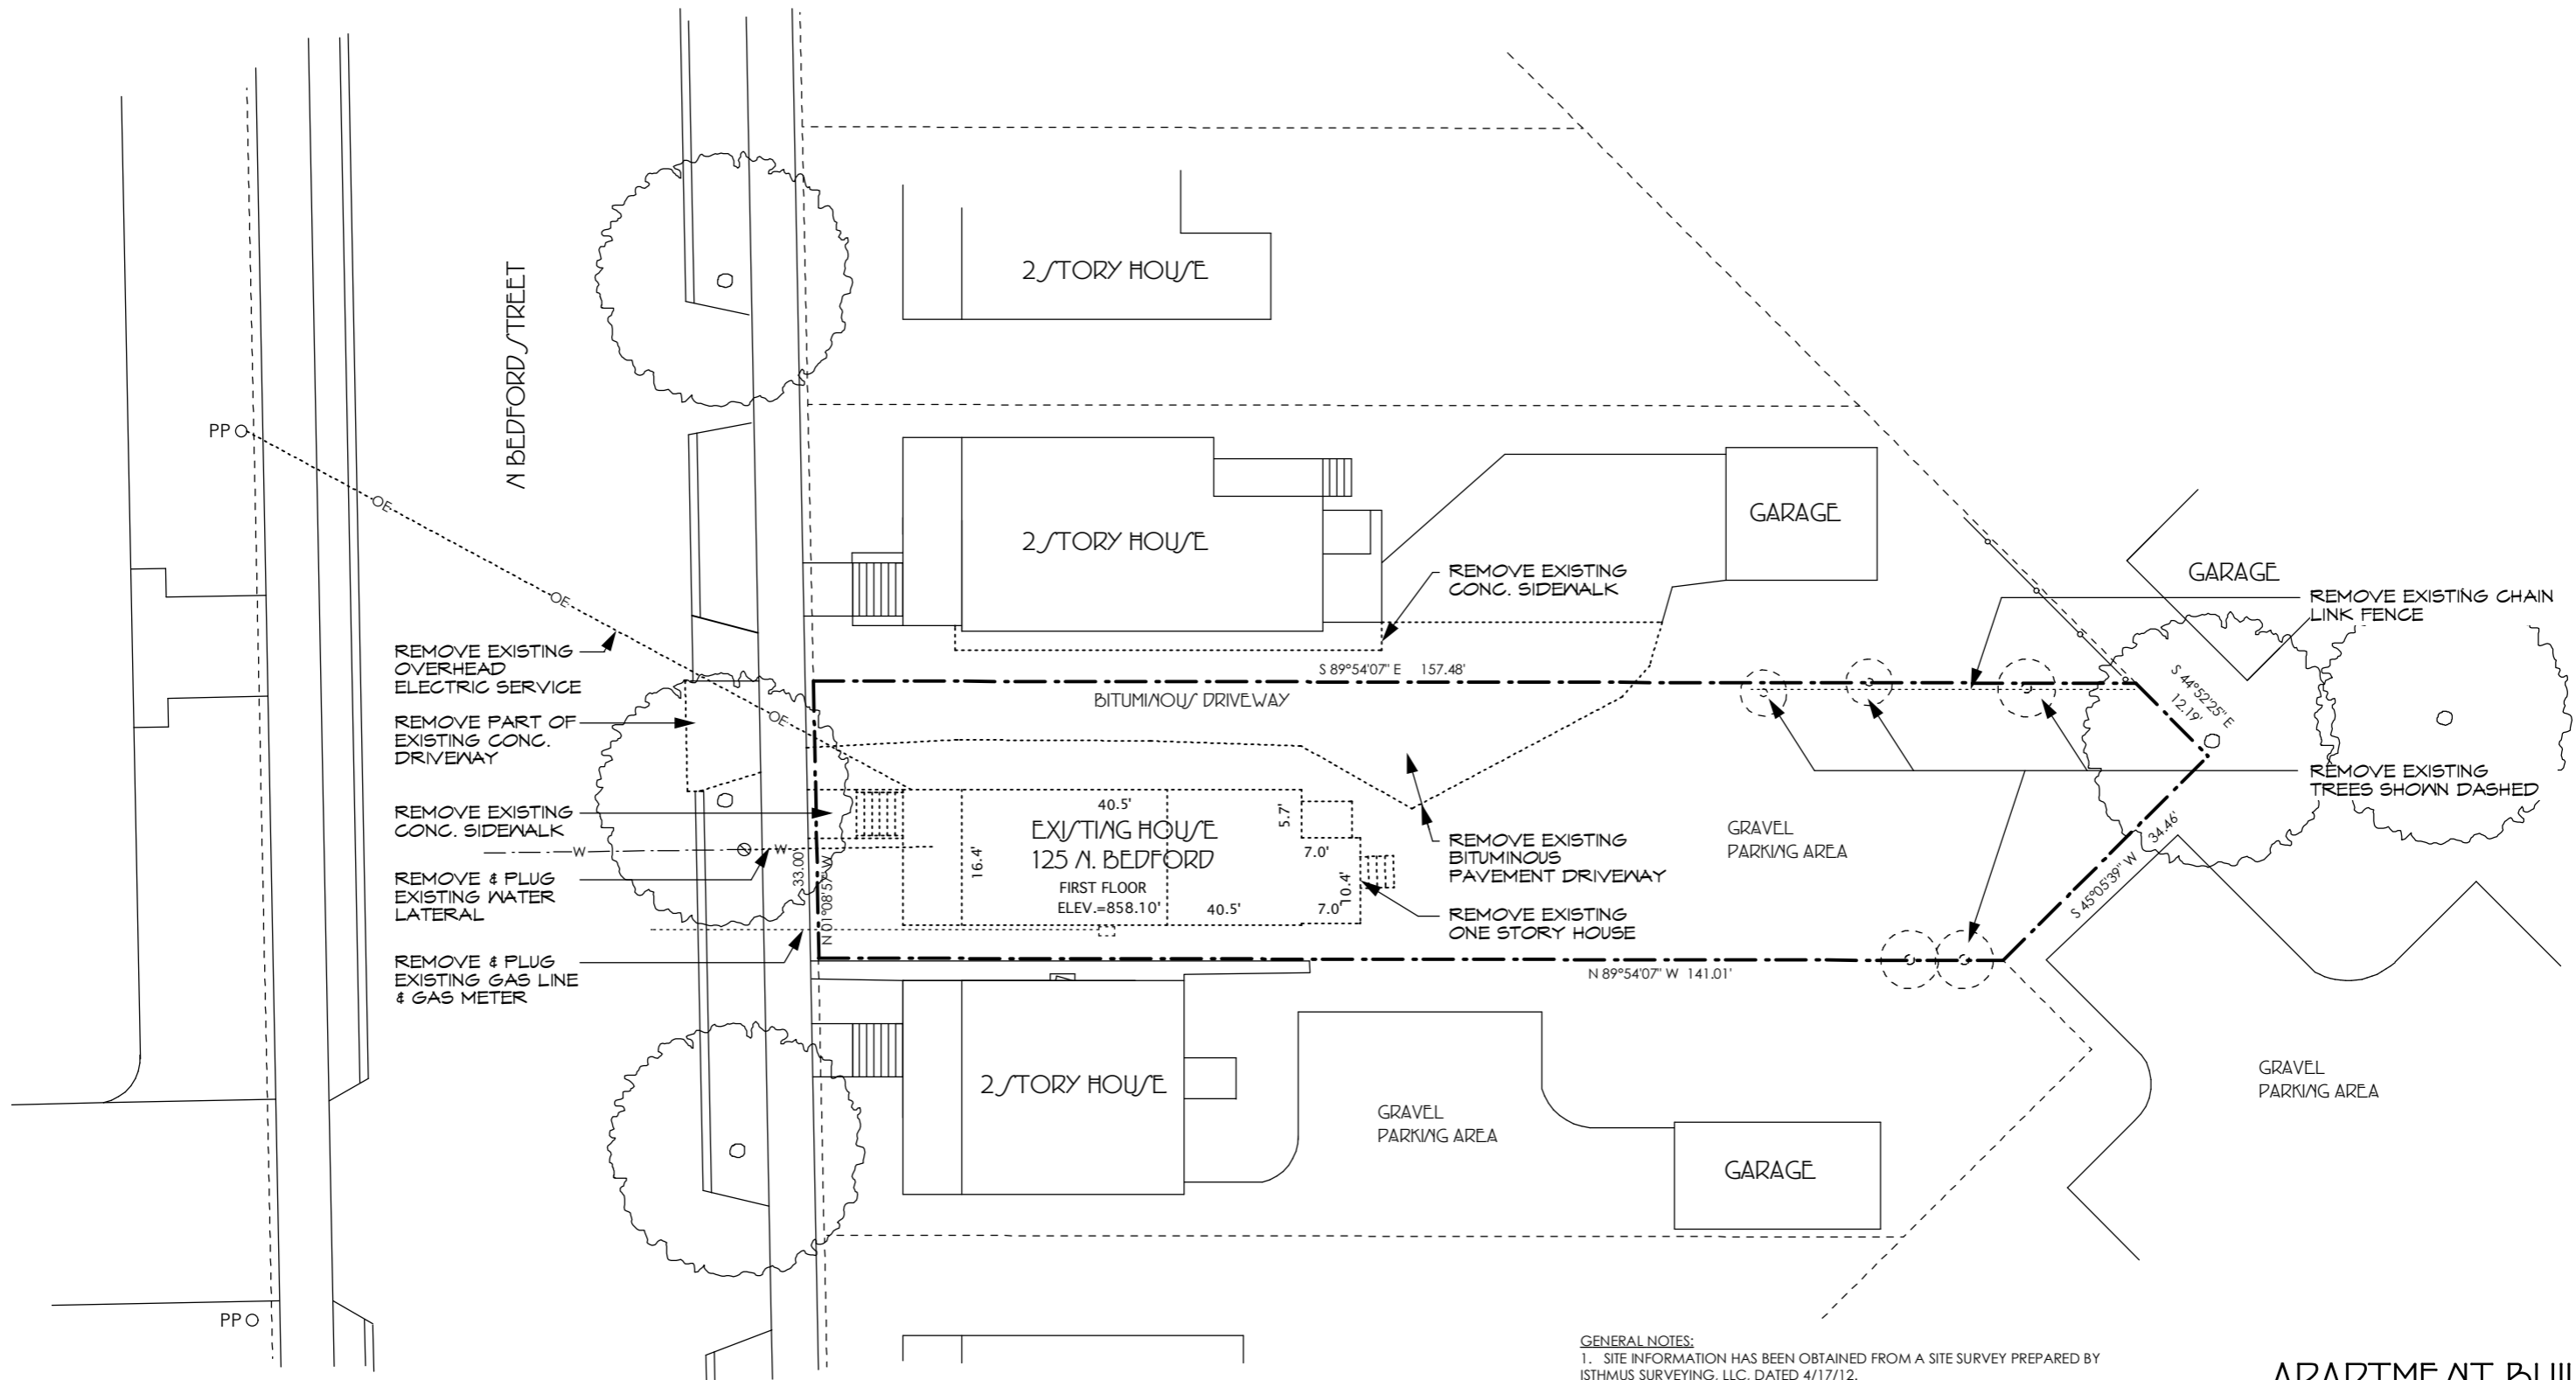 2 STORY HOUSE
N BEDFORD STREET
PP
OE
OE
OE
2 STORY HOUSE
GARAGE
GARAGE
REMOVE EXISTING
CONC. SIDEWALK
REMOVE EXISTING CHAIN
LINK FENCE
REMOVE EXISTING
OVERHEAD
ELECTRIC SERVICE
S 89°54'07" E 157.48'
BITUMINOUS DRIVEWAY
S 44°52'25" E
12.19'
REMOVE PART OF
EXISTING CONC.
DRIVEWAY
REMOVE EXISTING
TREES SHOWN DASHED
REMOVE EXISTING
CONC. SIDEWALK
40.5'
EXISTING HOUSE
125 N. BEDFORD
FIRST FLOOR
ELEV.=858.10'
16.4'
5.7'
7.0'
10.4'
40.5'
7.0'
GRAVEL
PARKING AREA
REMOVE EXISTING
BITUMINOUS
PAVEMENT DRIVEWAY
S 45°05'39" W 34.46'
W
W
REMOVE & PLUG
EXISTING WATER
LATERAL
N 01°08'57" W
33.00
REMOVE EXISTING
ONE STORY HOUSE
REMOVE & PLUG
EXISTING GAS LINE
& GAS METER
N 89°54'07" W 141.01'
2 STORY HOUSE
GRAVEL
PARKING AREA
GRAVEL
PARKING AREA
GARAGE
PP
GENERAL NOTES:
1. SITE INFORMATION HAS BEEN OBTAINED FROM A SITE SURVEY PREPARED BY
ISTHMUS SURVEYING, LLC, DATED 4/17/12.
APARTMENT BUI